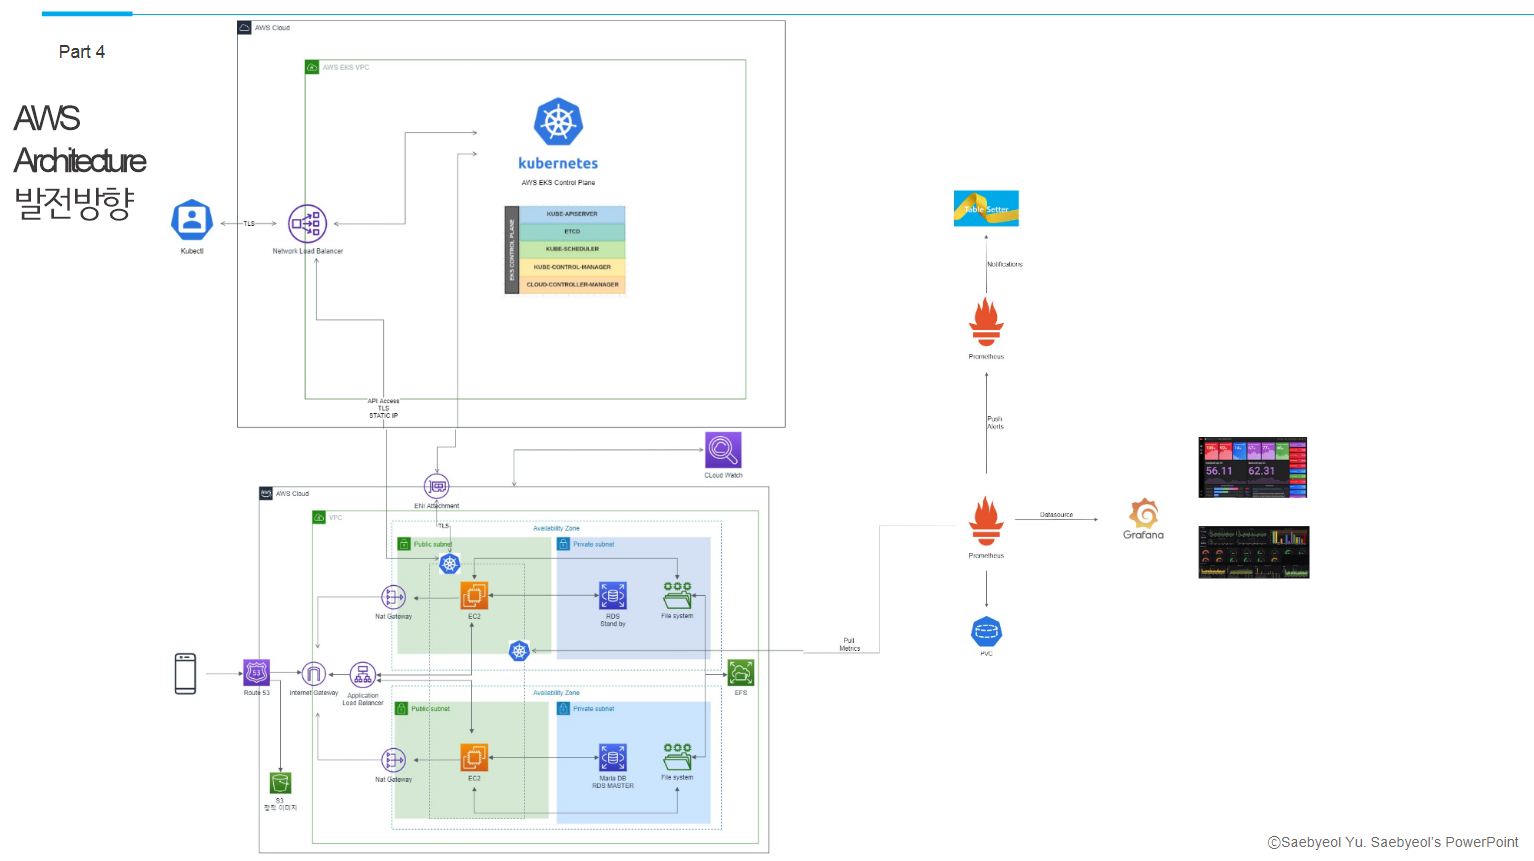 Part 4
AWS
Architecture
발전방향
AWS Cloud
AWS EKS VPC
kubernetes
AWS EKS Control Plane
EKS CONTROL PLANE
KUBE-APISERVER
ETCD
KUBE-SCHEDULER
KUBE-CONTROL-MANAGER
CLOUD-CONTROLLER-MANAGER
Kubectl
TLS
Network Load Balancer
API Access
TLS
STATIC IP
CLoud Watch
ENI Attachment
TLS
AWS Cloud
VPC
Availability Zone
Public subnet
Private subnet
Nat Gateway
EC2
RDS
Stand by
File system
Route 53
53
Internet Gateway
Application
Load Balancer
EFS
Availability Zone
Public subnet
Private subnet
Nat Gateway
EC2
Maria DB
RDS MASTER
File system
S3
정적 이미지
Table Setter
Notifications
Prometheus
Push
Alerts
Prometheus
Datasource
Grafana
PVC
Pull
Metrics
56.11
62.31
©Saebyeol Yu. Saebyeol's PowerPoint